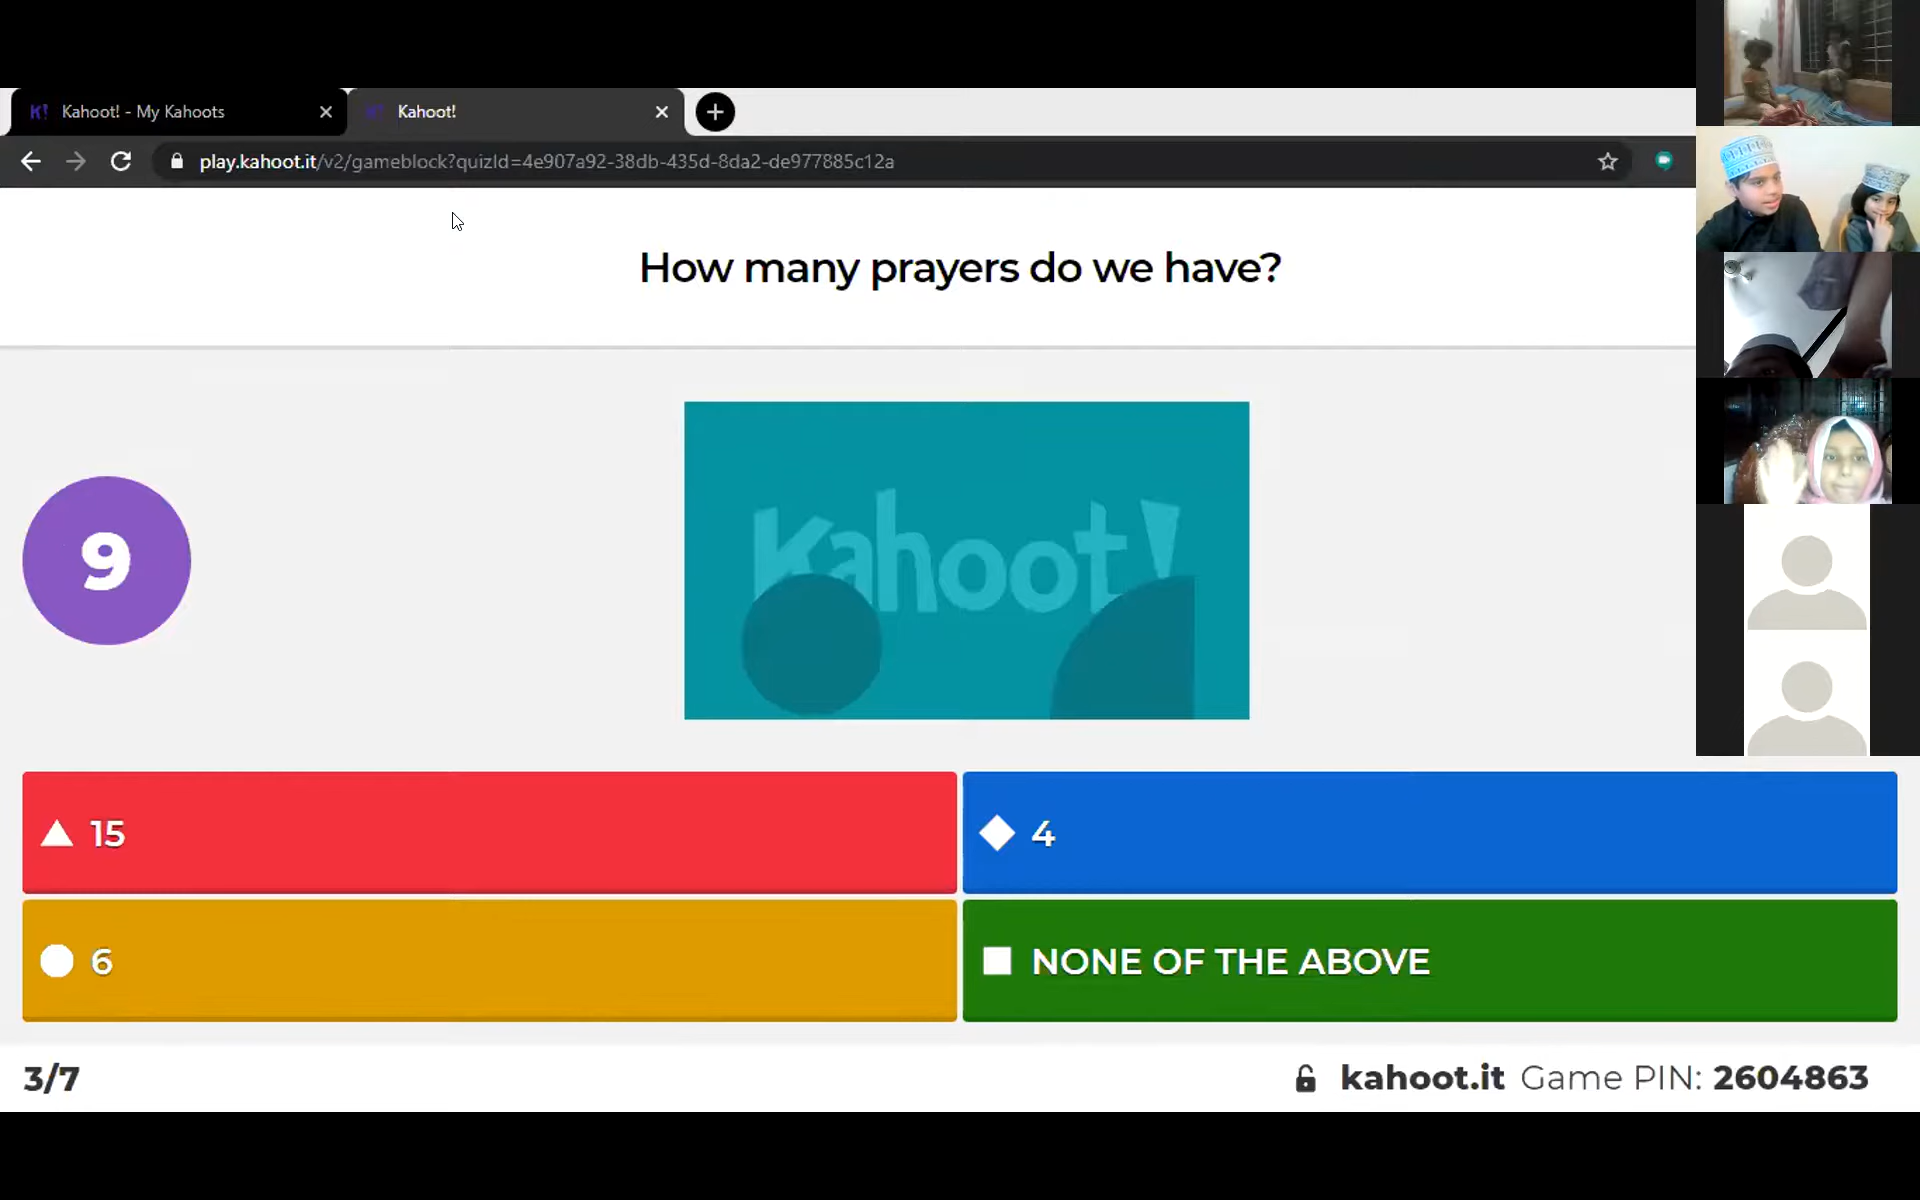 Kahoot! - My Kahoots
Kahoot!
play.kahoot.it/v2/gameblock?quizId=4e907a92-38db-435d-8da2-de977885c12a
How many prayers do we have?
9
Kahoot!
15
4
6
NONE OF THE ABOVE
3/7
kahoot.it Game PIN: 2604863